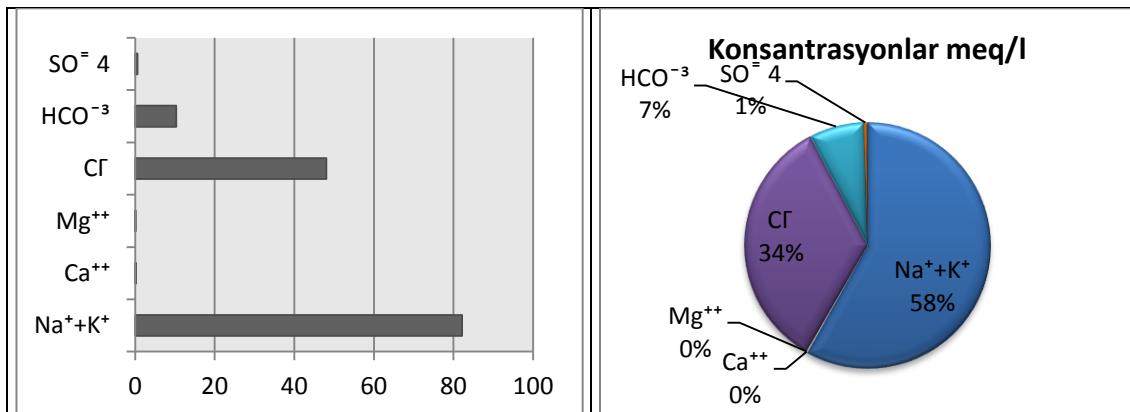 SO⁼ 4
HCO⁻³
Cl⁻
Mg⁺⁺
Ca⁺⁺
Na⁺+K⁺
0 20 40 60 80 100
Konsantrasyonlar meq/l
SO⁼ 4
1%
HCO⁻³
7%
Cl⁻
34%
Na⁺+K⁺
58%
Mg⁺⁺
0%
Ca⁺⁺
0%